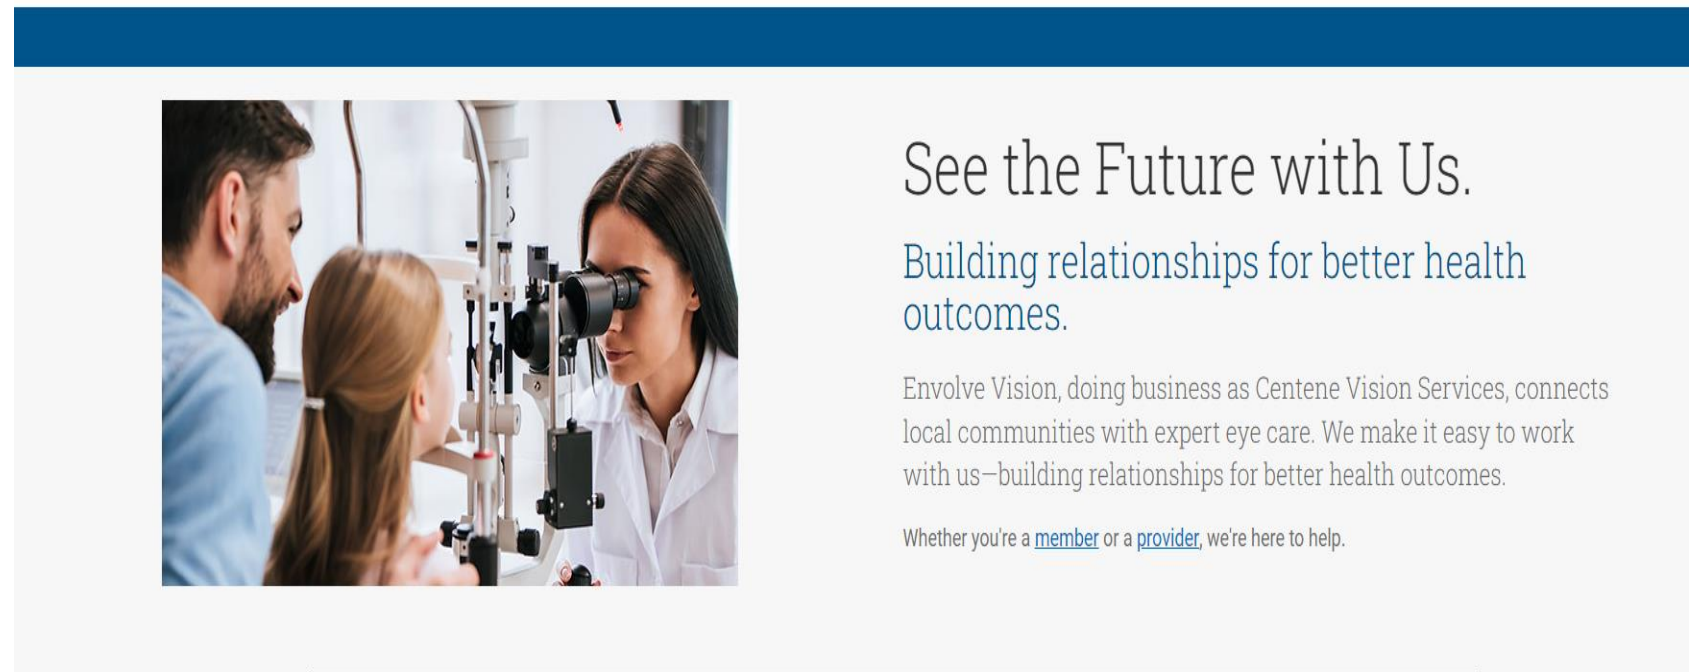 See the Future with Us.
Building relationships for better health
outcomes.
Envolve Vision, doing business as Centene Vision Services, connects
local communities with expert eye care. We make it easy to work
with us—building relationships for better health outcomes.
Whether you're a member or a provider, we're here to help.